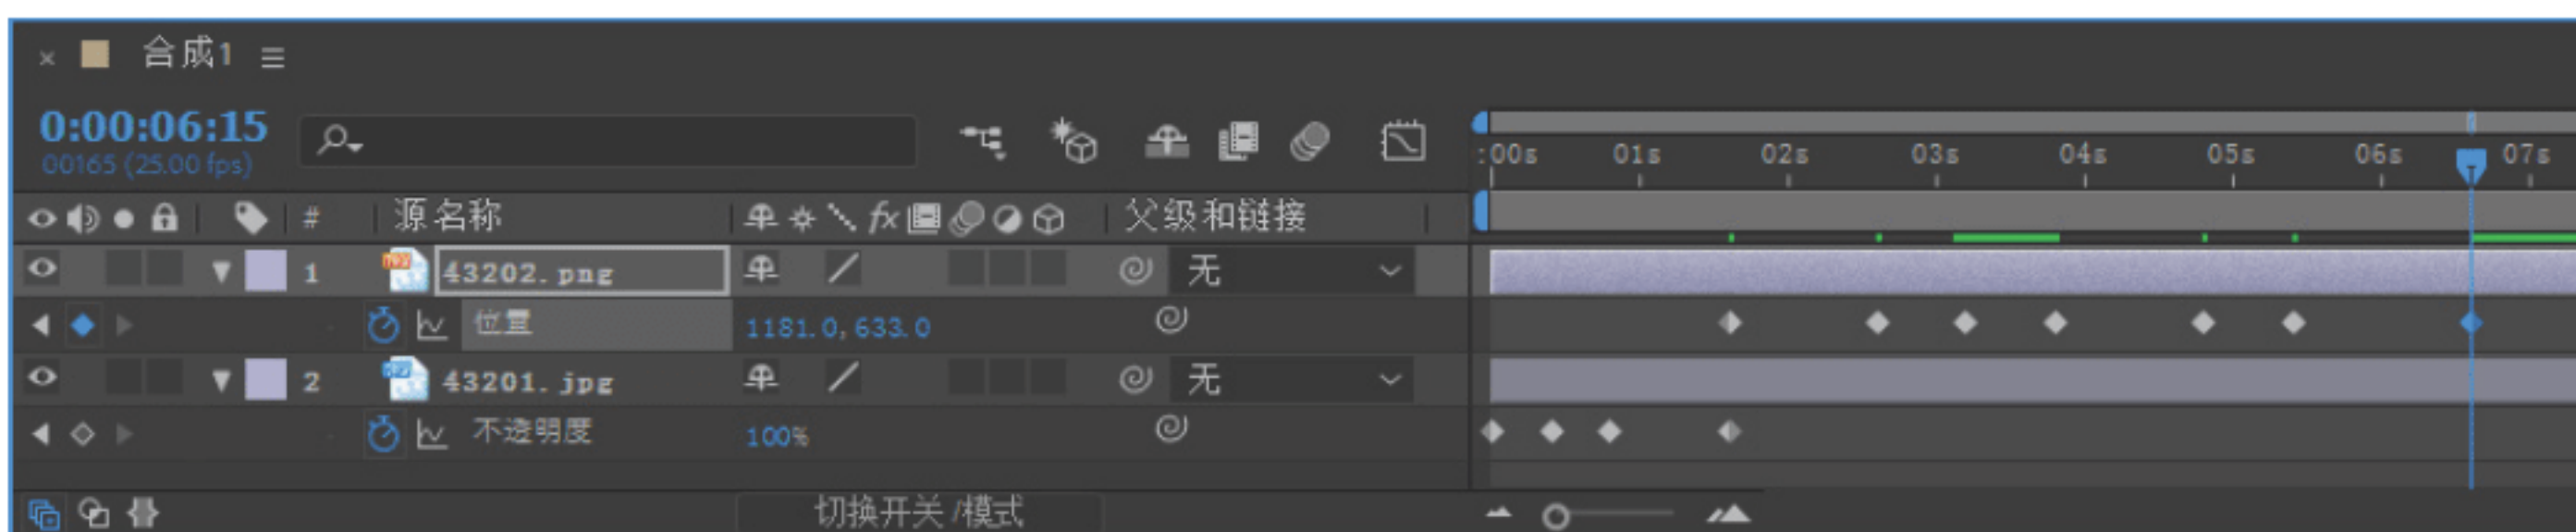 合成1
0:00:06:15
00165 (25.00 fps)
:00s 01s 02s 03s 04s 05s 06s 07s
# 源名称 fx 父级和链接
1 43202.png 无
位置 1181.0, 633.0
2 43201.jpg 无
不透明度 100%
切换开关/模式